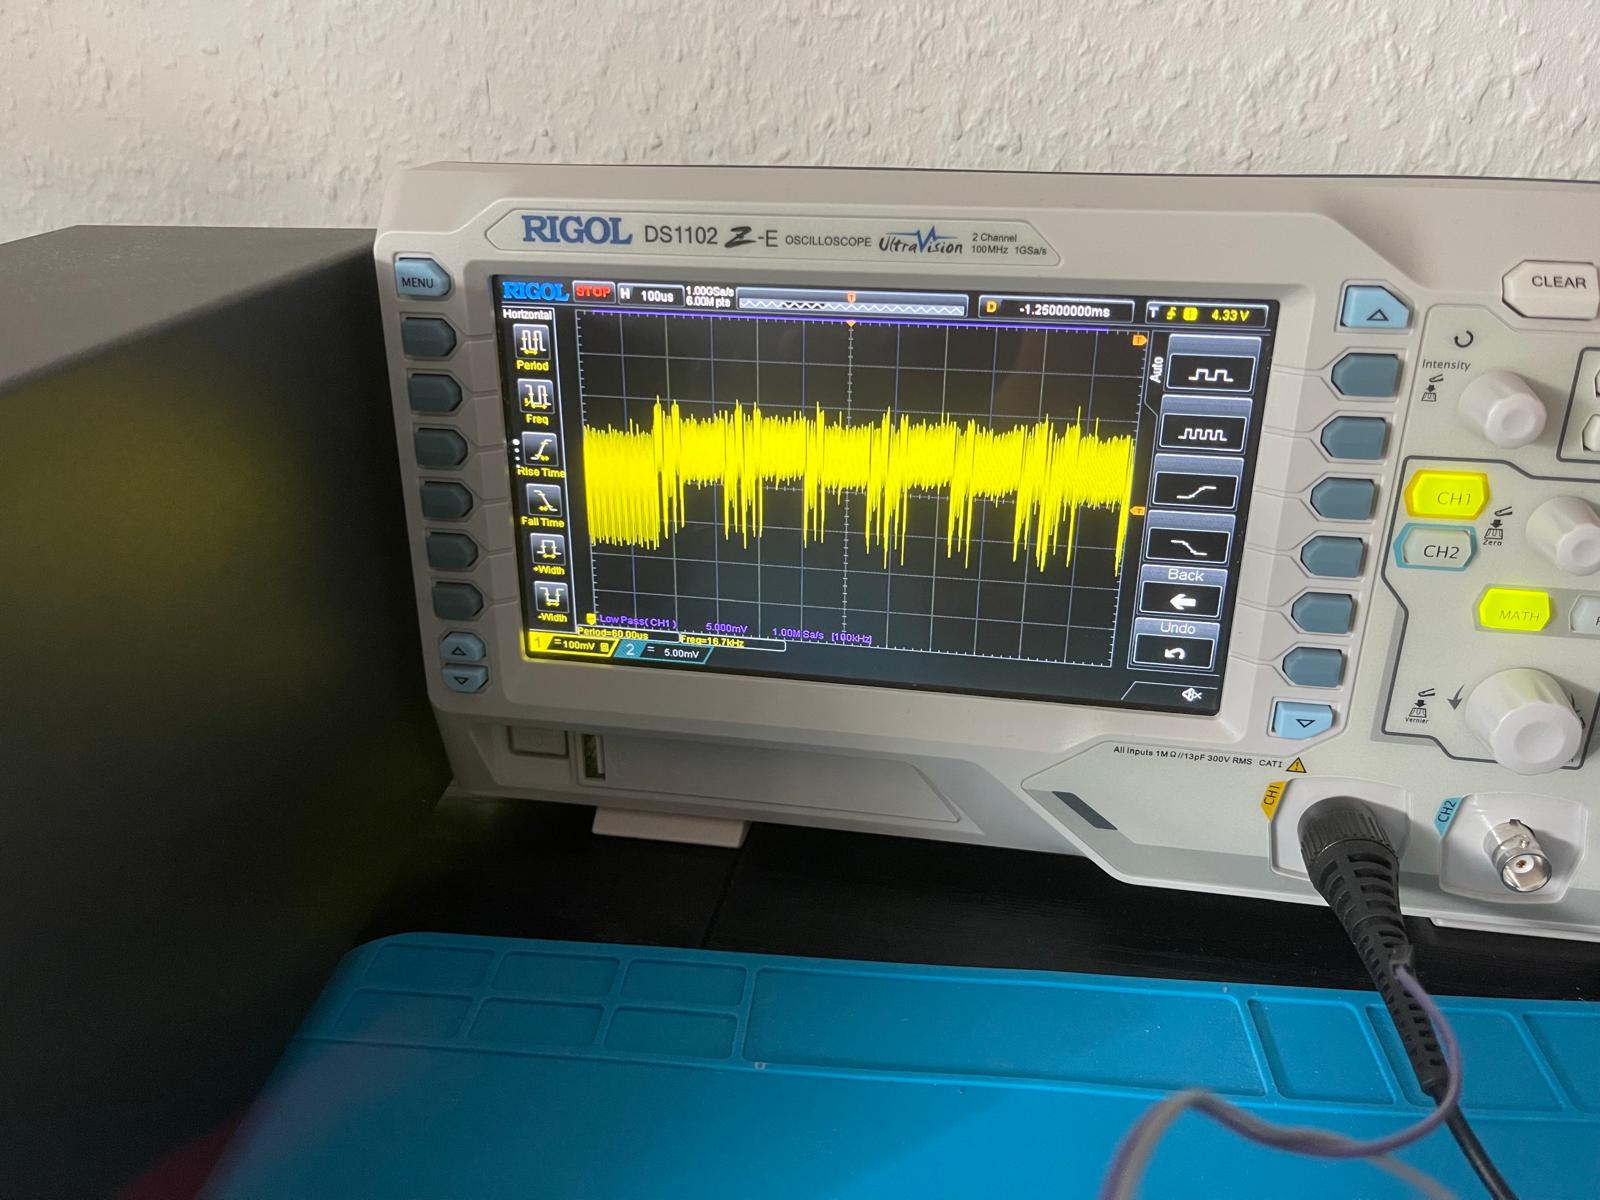 RIGOL DS1102 Z-E OSCILLOSCOPE UltraVision 2 Channel
100MHz 1GSa/s
MENU
CLEAR
RIGOL STOP H 100us 1.00GSa/s
6.00M pts
D -1.25000000ms
T 1 4.33 V
Horizontal
Period
Freq
Rise Time
Fall Time
+Width
-Width
Auto
Back
Undo
Low Pass(CH1) 5.000mV 1.00M Sa/s [100kHz]
Period=60.00us Freq=16.7kHz
1 =100mV B
2 = 5.00mV
Intensity
CH1
CH2
Zero
MATH
Vernier
All Inputs 1MΩ//13pF 300V RMS CATI
CH1
CH2